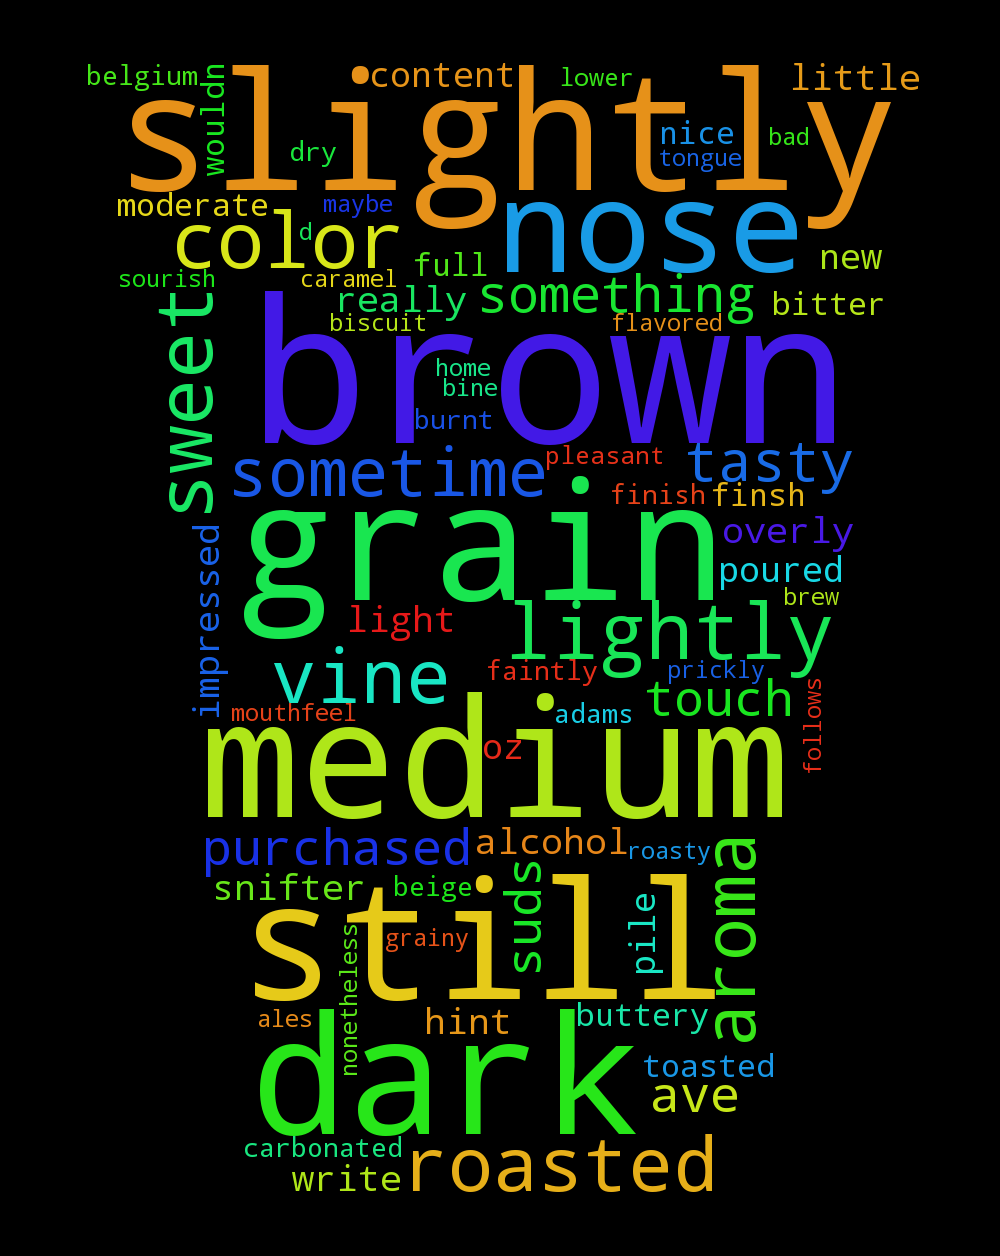 belgium
wouldn
content
lower
little
slightly
dry
nice
tongue
bad
moderate
maybe
nose
color
d
full
new
sourish
caramel
really
something
bitter
sweet
biscuit
flavored
brown
home
bine
burnt
sometime
pleasant
tasty
finish
finsh
grain
overly
impressed
poured
brew
light
lightly
vine
faintly
prickly
touch
follows
mouthfeel
adams
medium
oz
purchased
alcohol
roasty
aroma
snifter
beige
suds
pile
still
grainy
nonetheless
ales
hint
buttery
dark
toasted
ave
carbonated
write
roasted